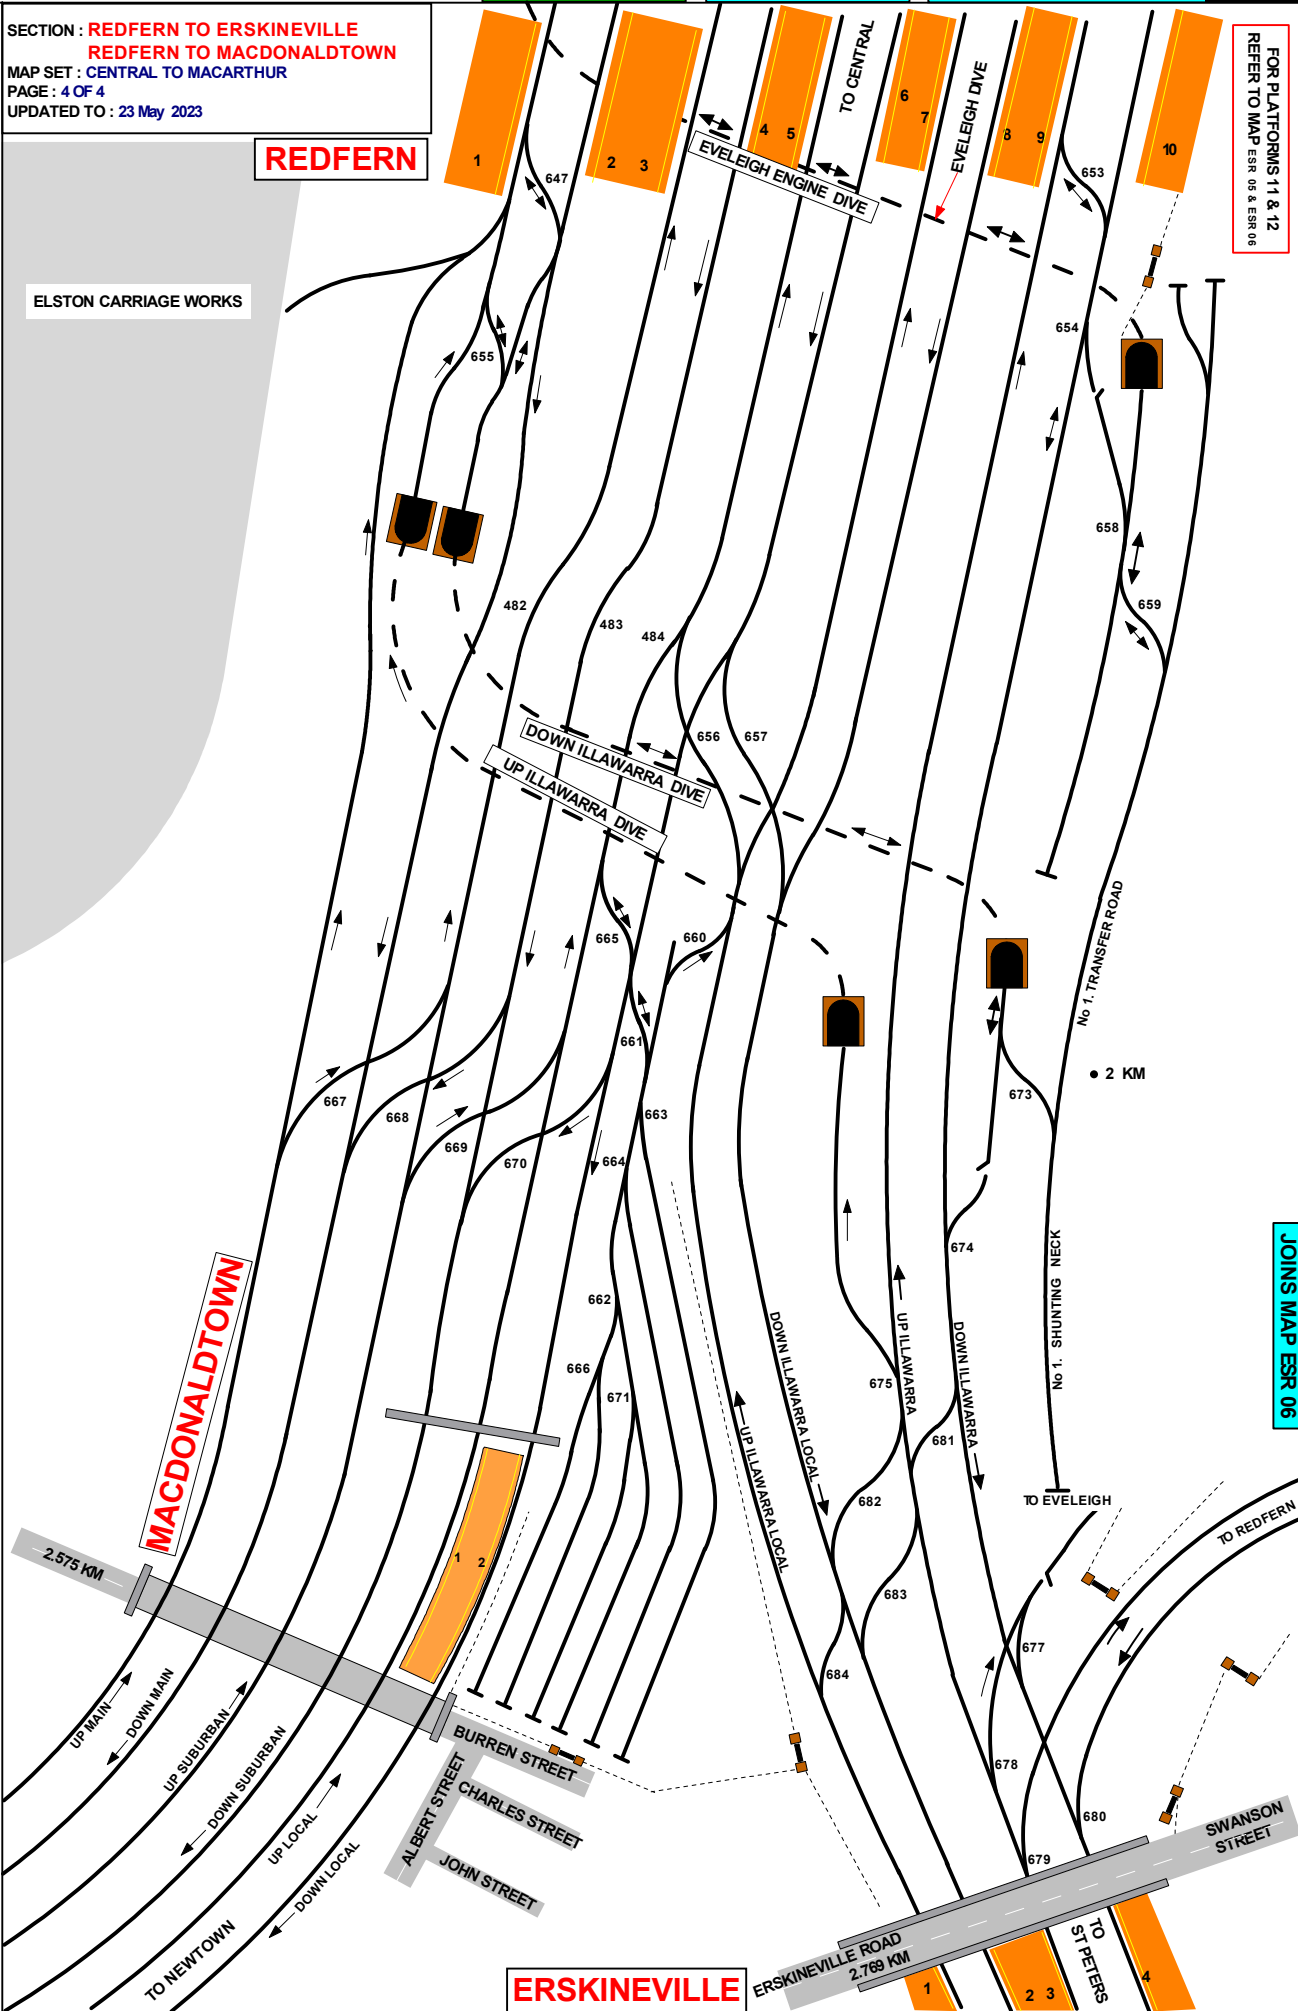 SECTION : REDFERN TO ERSKINEVILLE
REDFERN TO MACDONALDTOWN
MAP SET : CENTRAL TO MACARTHUR
PAGE : 4 OF 4
UPDATED TO : 23 May 2023
REDFERN
FOR PLATFORMS 11 & 12
REFER TO MAP ESR 05 & ESR 06
1
2
3
4
5
6
7
8
9
10
TO CENTRAL
EVELEIGH DIVE
EVELEIGH ENGINE DIVE
647
653
ELSTON CARRIAGE WORKS
654
655
658
659
482
483
484
656
657
DOWN ILLAWARRA DIVE
UP ILLAWARRA DIVE
No 1. TRANSFER ROAD
665
660
661
2 KM
667
668
663
673
669
670
664
674
MACDONALDTOWN
No 1. SHUNTING NECK
JOINS MAP ESR 06
662
666
671
675
UP ILLAWARRA
DOWN ILLAWARRA
DOWN ILLAWARRA LOCAL
UP ILLAWARRA LOCAL
681
682
TO EVELEIGH
TO REDFERN
2.575 KM
1
2
683
677
684
678
680
679
UP MAIN
DOWN MAIN
UP SUBURBAN
DOWN SUBURBAN
UP LOCAL
DOWN LOCAL
TO NEWTOWN
BURREN STREET
ALBERT STREET
CHARLES STREET
JOHN STREET
SWANSON
STREET
ERSKINEVILLE ROAD
2.769 KM
TO
ST PETERS
ERSKINEVILLE
1
2
3
4